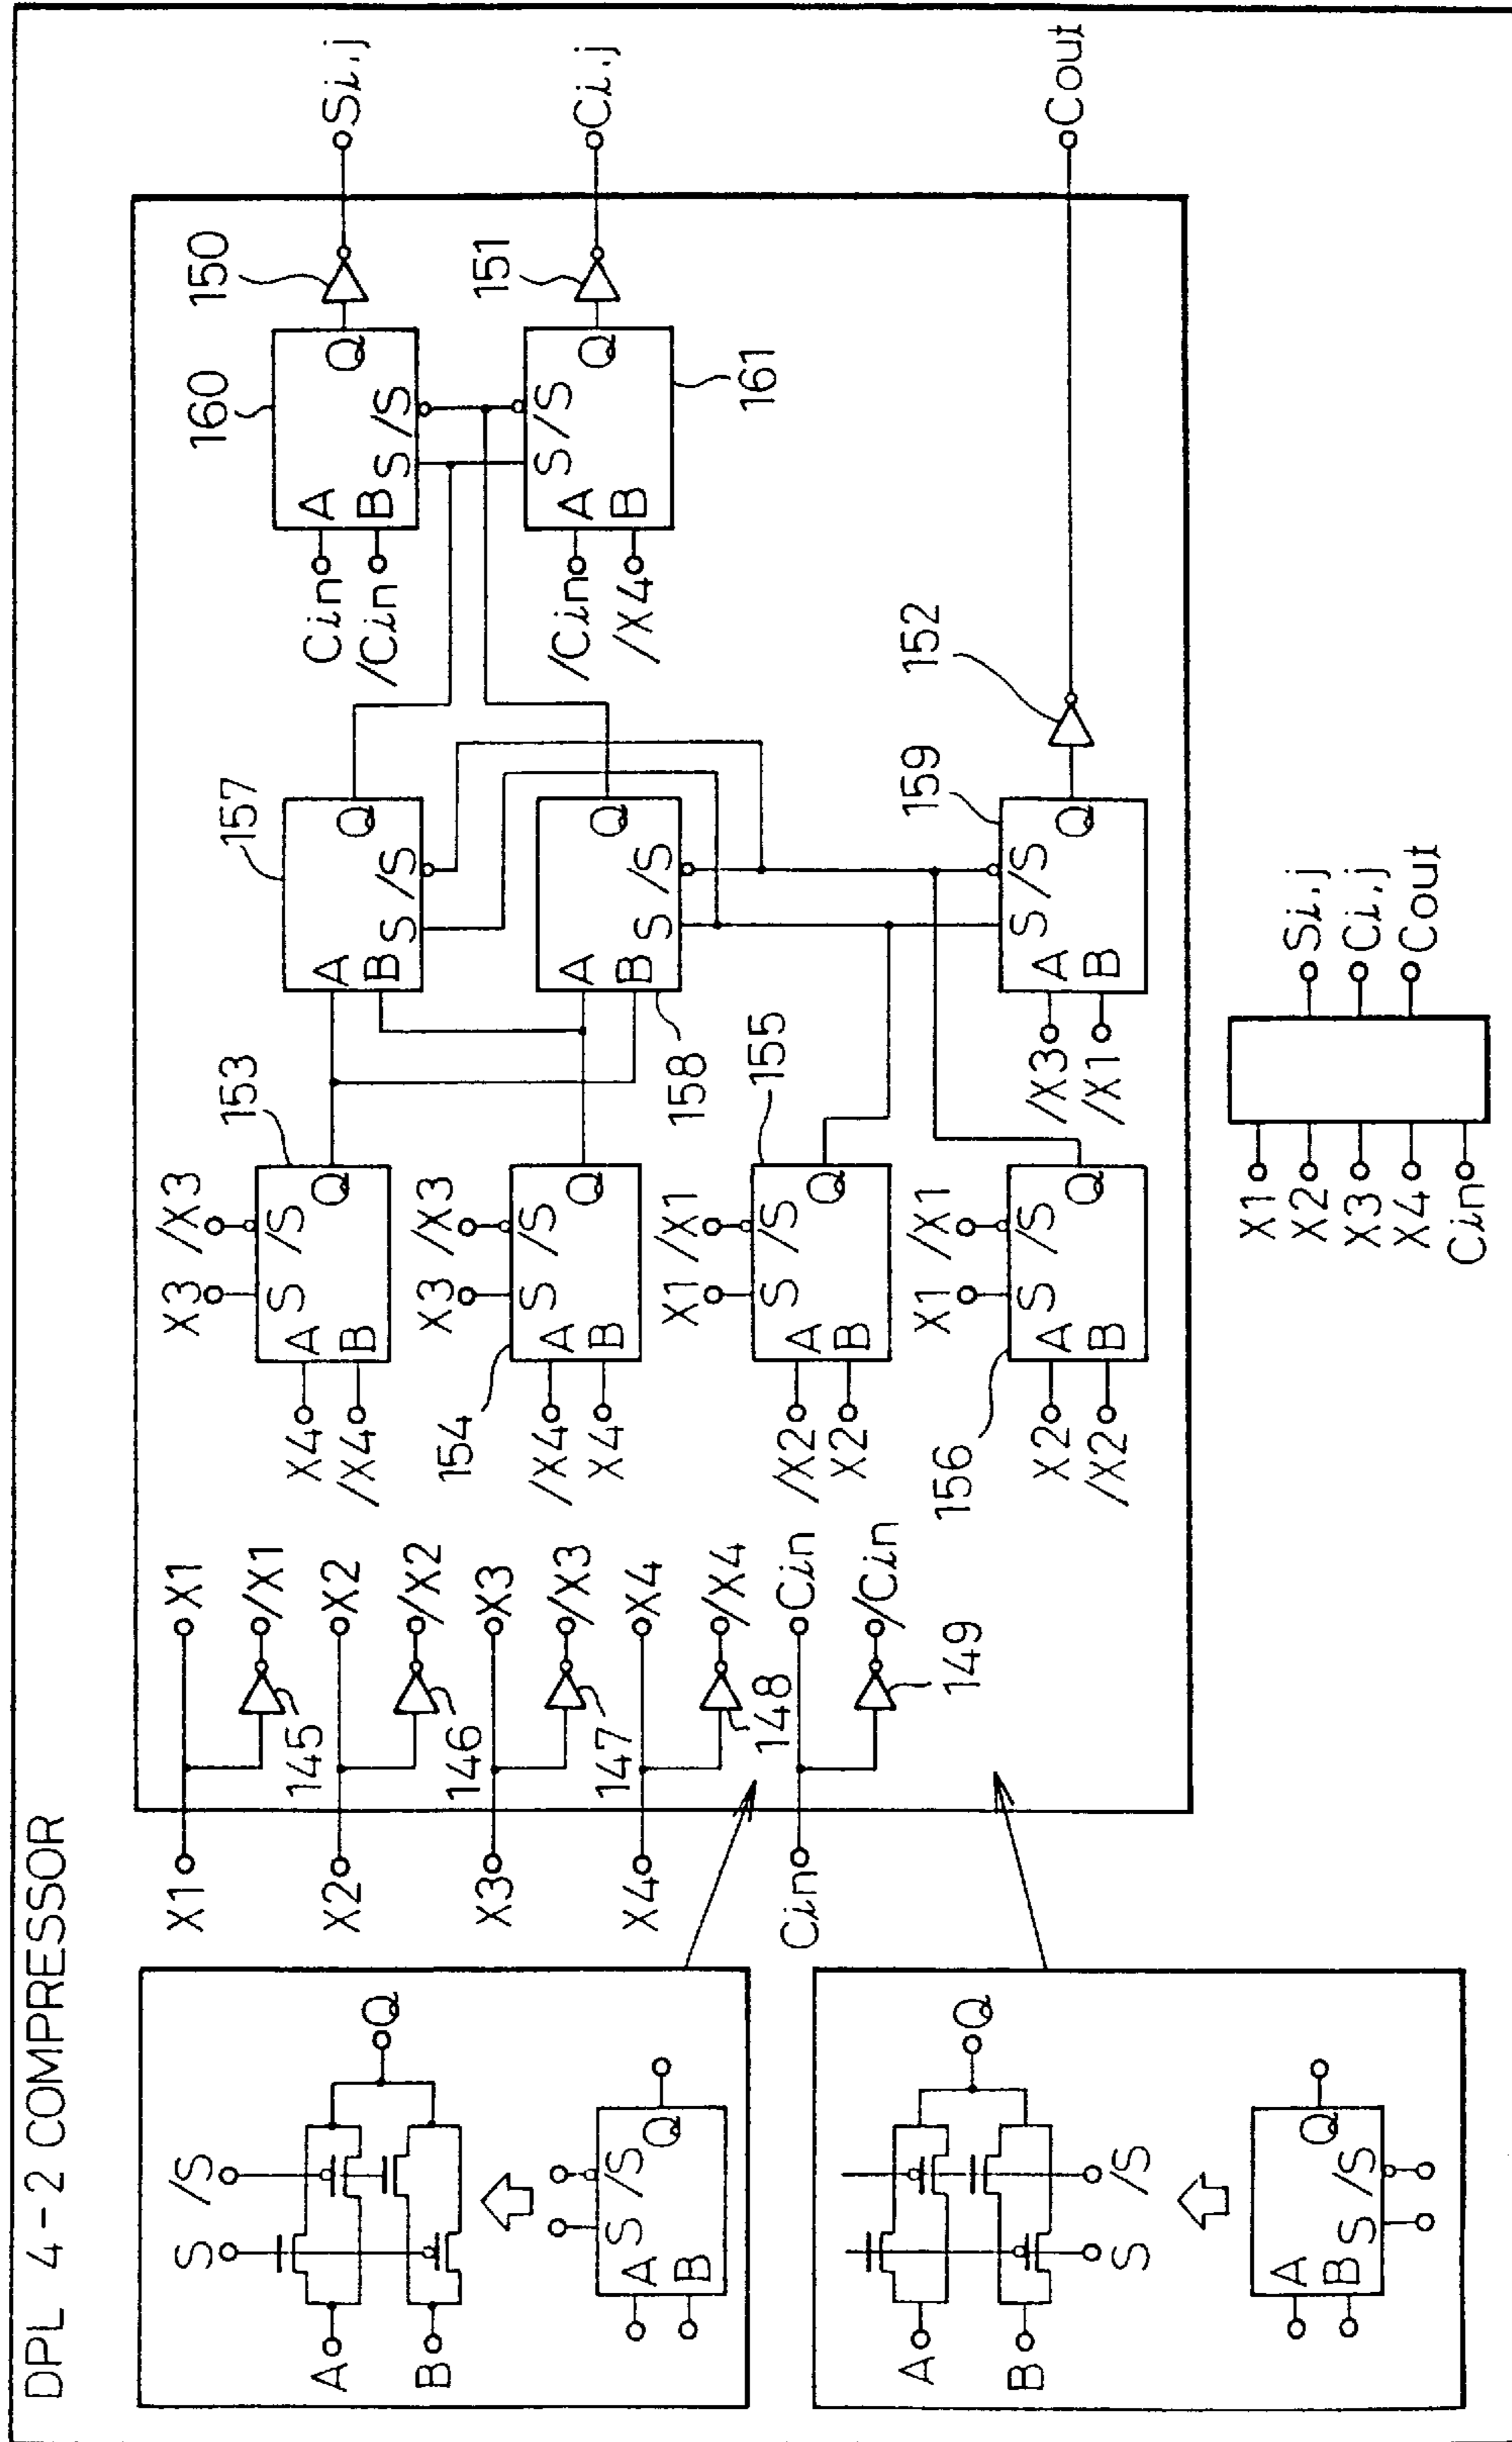 DPL 4-2 COMPRESSOR
S /S
A
B
Q
A
B
S /S
Q
A
B
Q
S /S
A
B
S /S
Q
X1
X2
X3
X4
Cin
X1
/X1
145
X2
/X2
146
X3
/X3
147
X4
/X4
148
Cin
/Cin
149
X3 /X3
153
X4
/X4
A
B
S /S
Q
X3 /X3
154
/X4
X4
A
B
S /S
Q
X1 /X1
155
/X2
X2
A
B
S /S
Q
X1 /X1
156
X2
/X2
A
B
S /S
Q
157
A
B
S /S
Q
158
A
B
S /S
Q
159
/X3
/X1
A
B
S /S
Q
152
160
Cin
/Cin
A
B
S /S
Q
150
161
/Cin
/X4
A
B
S /S
Q
151
Si,j
Ci,j
Cout
X1
X2
X3
X4
Cin
Si,j
Ci,j
Cout